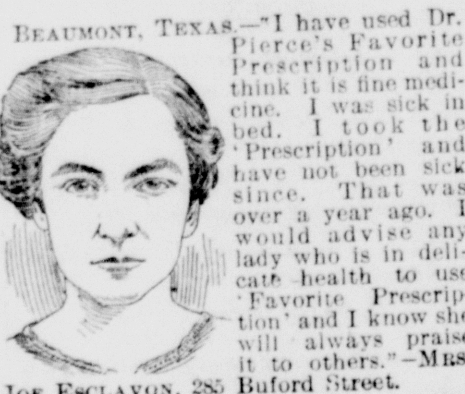 BEAUMONT, TEXAS.—"I have used Dr.
Pierce's Favorite
Prescription and
think it is fine medi-
cine. I was sick in
bed. I took the
'Prescription' and
have not been sick
since. That was
over a year ago. I
would advise any
lady who is in deli-
cate health to use
'Favorite Prescrip-
tion' and I know she
will always praise
it to others."—MRS.
JOE ESCLAVON, 285 Buford Street.